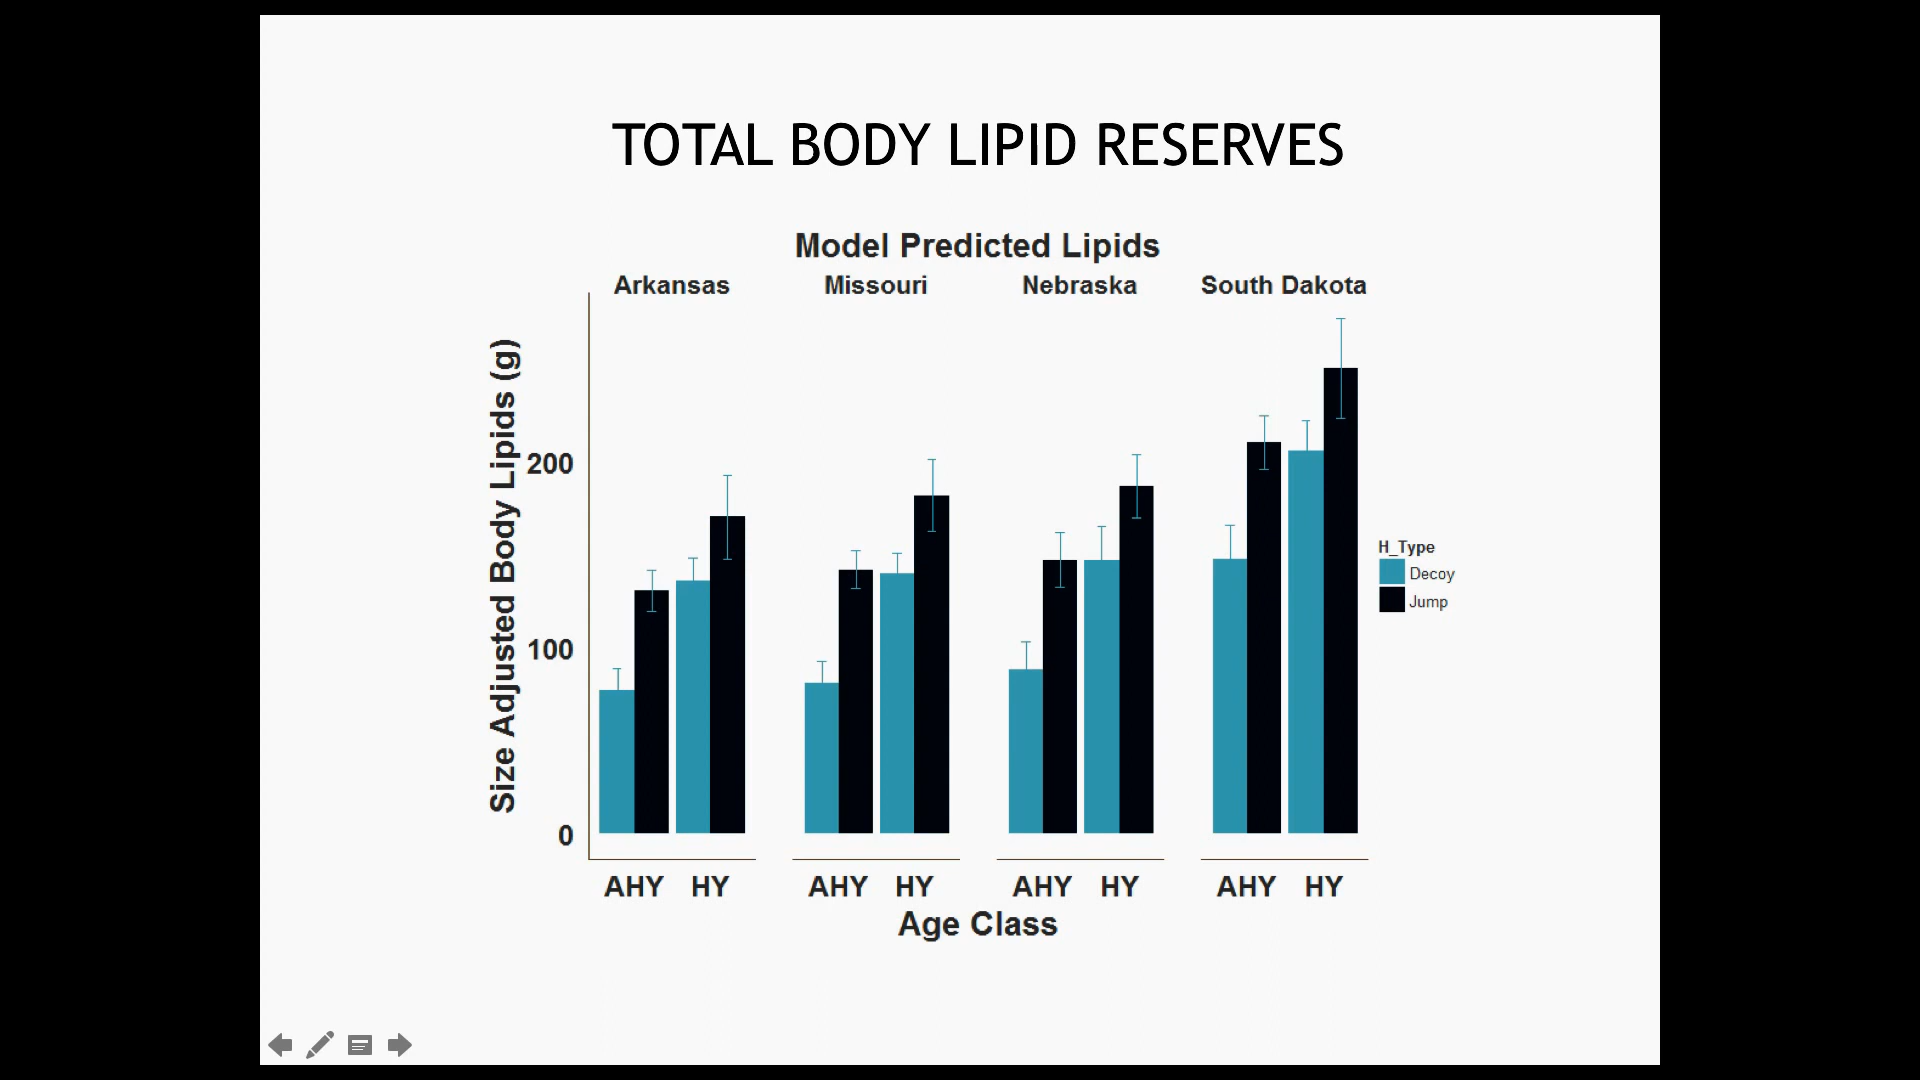 TOTAL BODY LIPID RESERVES
Model Predicted Lipids
Arkansas Missouri Nebraska South Dakota
Size Adjusted Body Lipids (g)
200
100
0
H_Type
Decoy
Jump
AHY HY AHY HY AHY HY AHY HY
Age Class